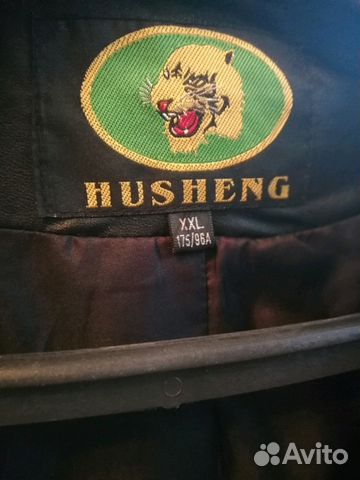 HUSHENG
XXL
175/96A
Avito